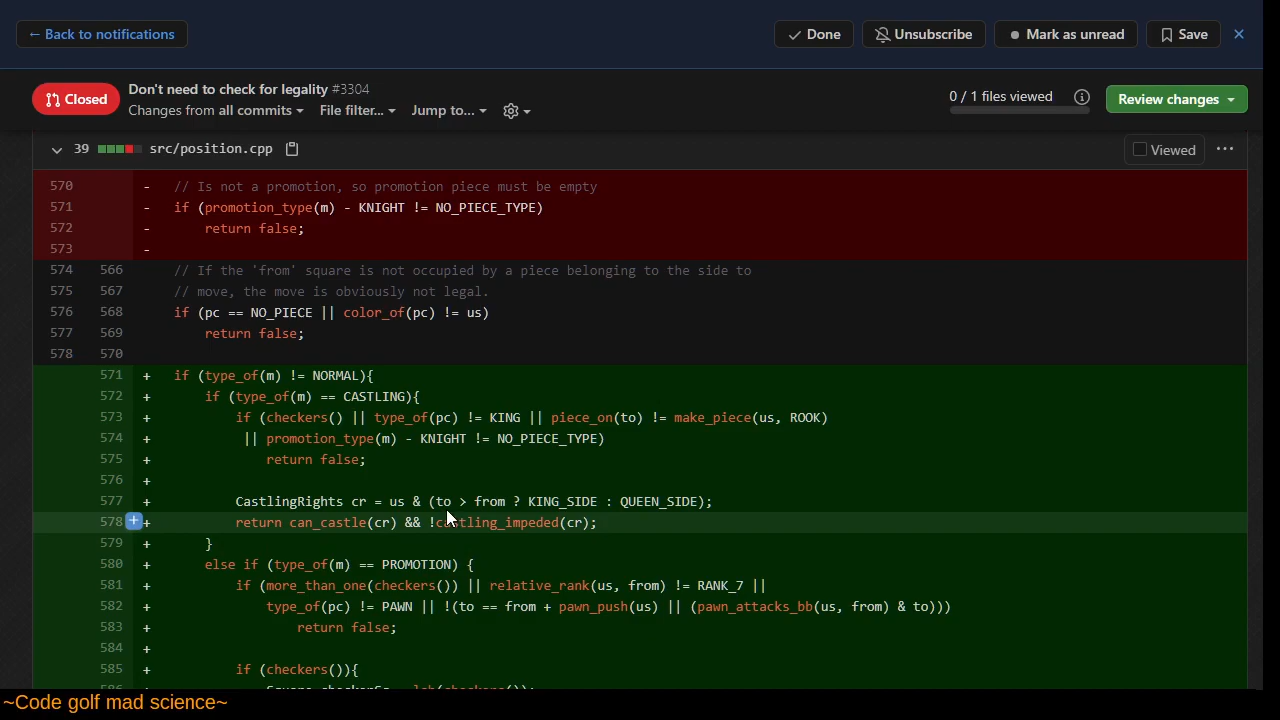 ← Back to notifications
Done
Unsubscribe
Mark as unread
Save
Closed
Don't need to check for legality #3304
Changes from all commits
File filter...
Jump to...
0 / 1 files viewed
Review changes
39 src/position.cpp
Viewed
570 - // Is not a promotion, so promotion piece must be empty
571 - if (promotion_type(m) - KNIGHT != NO_PIECE_TYPE)
572 - return false;
573 -
574 566 // If the 'from' square is not occupied by a piece belonging to the side to
575 567 // move, the move is obviously not legal.
576 568 if (pc == NO_PIECE || color_of(pc) != us)
577 569 return false;
578 570
571 + if (type_of(m) != NORMAL){
572 + if (type_of(m) == CASTLING){
573 + if (checkers() || type_of(pc) != KING || piece_on(to) != make_piece(us, ROOK)
574 + || promotion_type(m) - KNIGHT != NO_PIECE_TYPE)
575 + return false;
576 +
577 + CastlingRights cr = us & (to > from ? KING_SIDE : QUEEN_SIDE);
578 + return can_castle(cr) && !castling_impeded(cr);
579 + }
580 + else if (type_of(m) == PROMOTION) {
581 + if (more_than_one(checkers()) || relative_rank(us, from) != RANK_7 ||
582 + type_of(pc) != PAWN || !(to == from + pawn_push(us) || (pawn_attacks_bb(us, from) & to)))
583 + return false;
584 +
585 + if (checkers()){
~Code golf mad science~